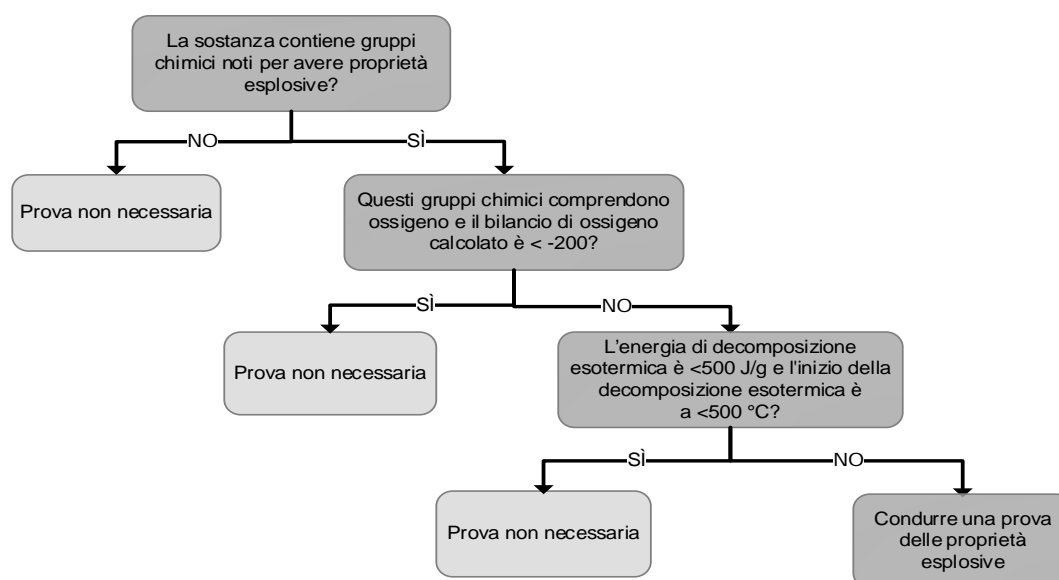 La sostanza contiene gruppi
chimici noti per avere proprietà
esplosive?
NO
SÌ
Prova non necessaria
Questi gruppi chimici comprendono
ossigeno e il bilancio di ossigeno
calcolato è < -200?
SÌ
NO
Prova non necessaria
L'energia di decomposizione
esotermica è <500 J/g e l'inizio della
decomposizione esotermica è
a <500 °C?
SÌ
NO
Prova non necessaria
Condurre una prova
delle proprietà
esplosive